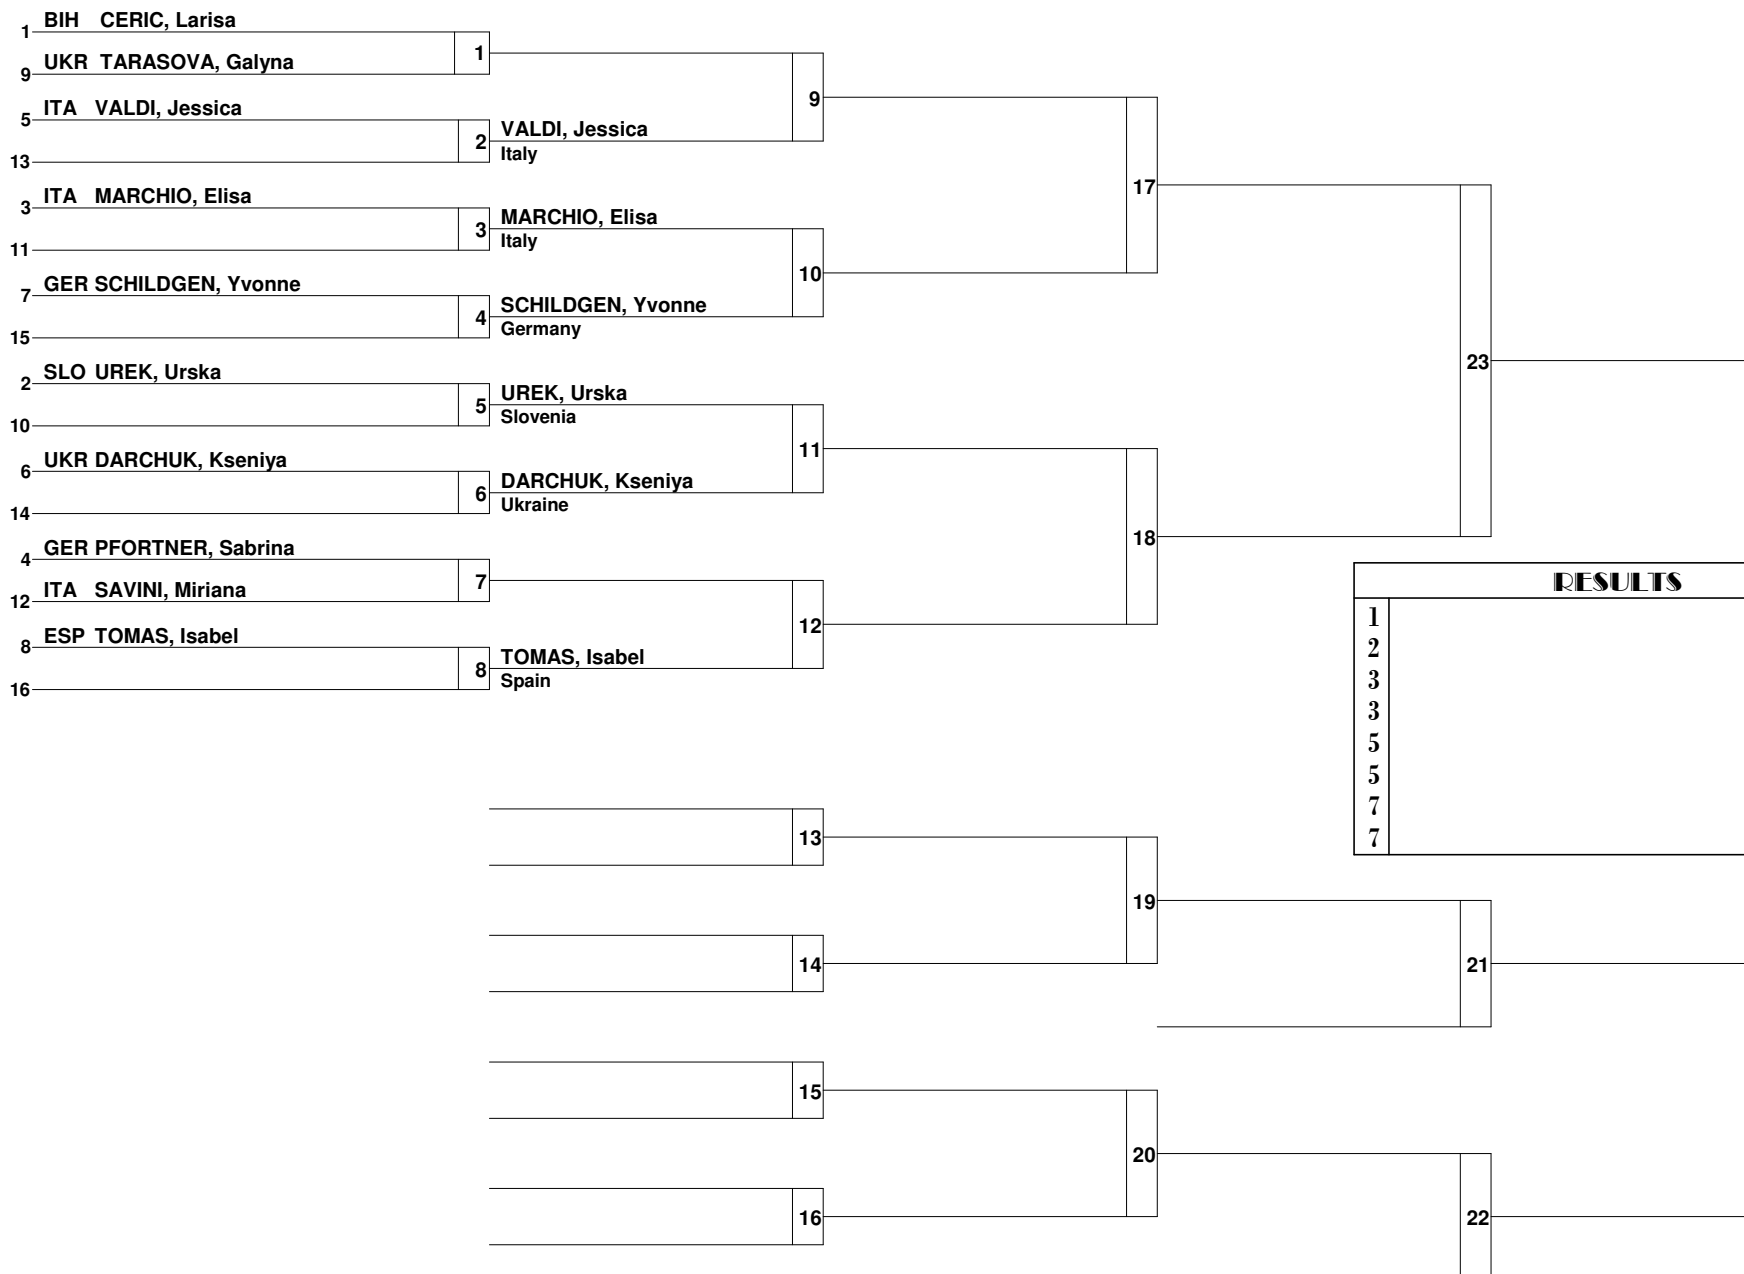 1 BIH CERIC, Larisa
1
9 UKR TARASOVA, Galyna
9
5 ITA VALDI, Jessica
2 VALDI, Jessica
Italy
13
17
3 ITA MARCHIO, Elisa
3 MARCHIO, Elisa
Italy
11
10
7 GER SCHILDGEN, Yvonne
4 SCHILDGEN, Yvonne
Germany
15
23
2 SLO UREK, Urska
5 UREK, Urska
Slovenia
10
11
6 UKR DARCHUK, Kseniya
6 DARCHUK, Kseniya
Ukraine
14
18
4 GER PFORTNER, Sabrina
7
12 ITA SAVINI, Miriana
12
8 ESP TOMAS, Isabel
8 TOMAS, Isabel
Spain
16
RESULTS
1
2
3
3
5
5
7
7
13
19
14
21
15
20
16
22